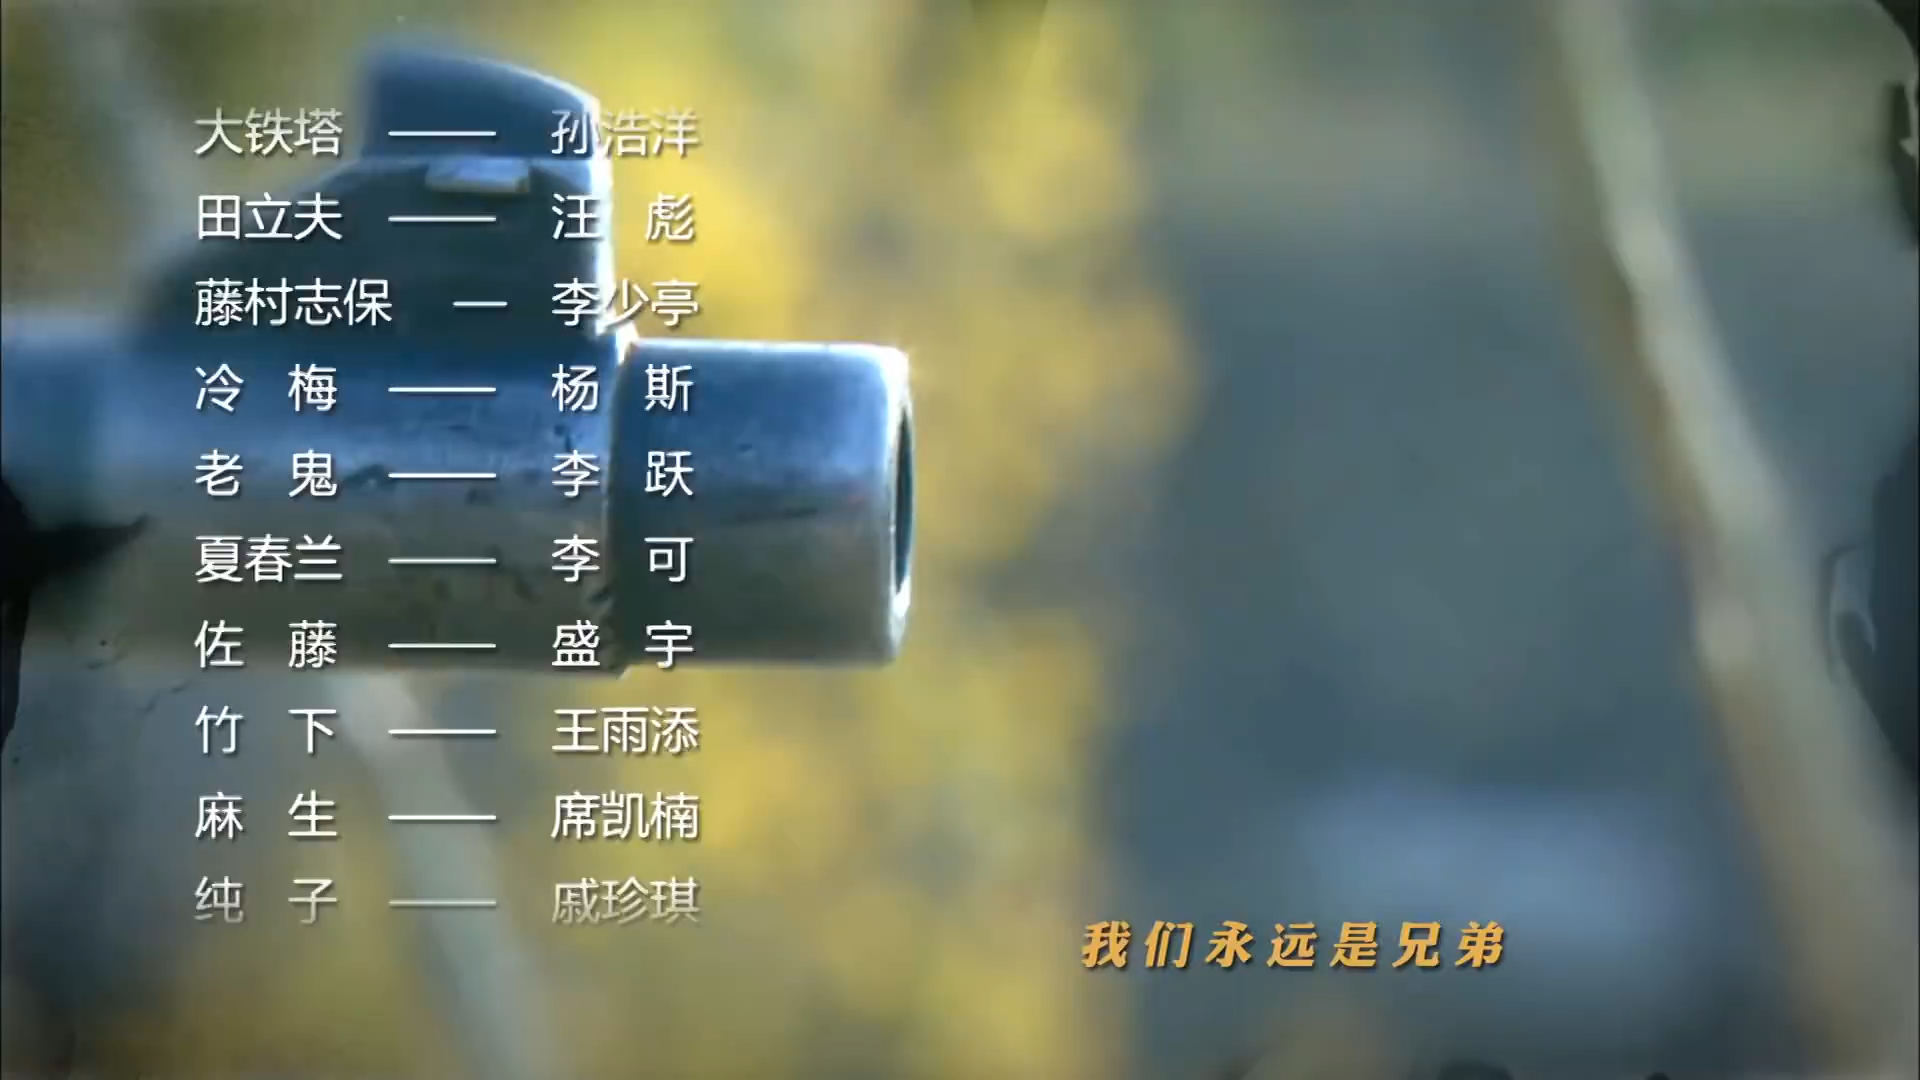 大铁塔 —— 孙浩洋
田立夫 —— 汪彪
藤村志保 — 李少亭
冷梅 —— 杨斯
老鬼 —— 李跃
夏春兰 —— 李可
佐藤 —— 盛宇
竹下 —— 王雨添
麻生 —— 席凯楠
纯子 —— 戚珍琪
我们永远是兄弟